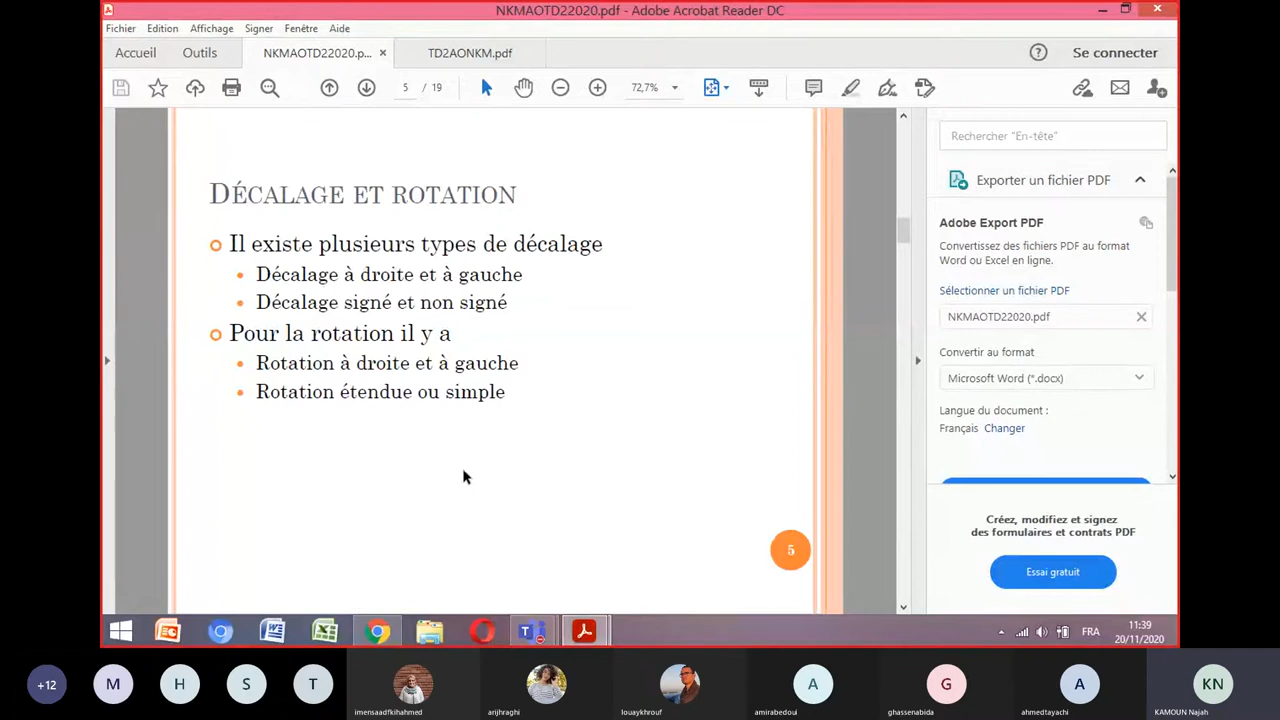 NKMAOTD22020.pdf - Adobe Acrobat Reader DC
Fichier Edition Affichage Signer Fenêtre Aide
Accueil Outils NKMAOTD22020.p... × TD2AONKM.pdf ? Se connecter
5 / 19 72,7%
DÉCALAGE ET ROTATION
Il existe plusieurs types de décalage
Décalage à droite et à gauche
Décalage signé et non signé
Pour la rotation il y a
Rotation à droite et à gauche
Rotation étendue ou simple
5
Rechercher "En-tête"
Exporter un fichier PDF
Adobe Export PDF
Convertissez des fichiers PDF au format
Word ou Excel en ligne.
Sélectionner un fichier PDF
NKMAOTD22020.pdf
Convertir au format
Microsoft Word (*.docx)
Langue du document :
Français Changer
Créez, modifiez et signez
des formulaires et contrats PDF
Essai gratuit
FRA
11:39
20/11/2020
+12 M H S T A G A KN
imensaadfkihahmed arijhraghi louaykhrouf amirabedoui ghassenabida ahmedtayachi KAMOUN Najah